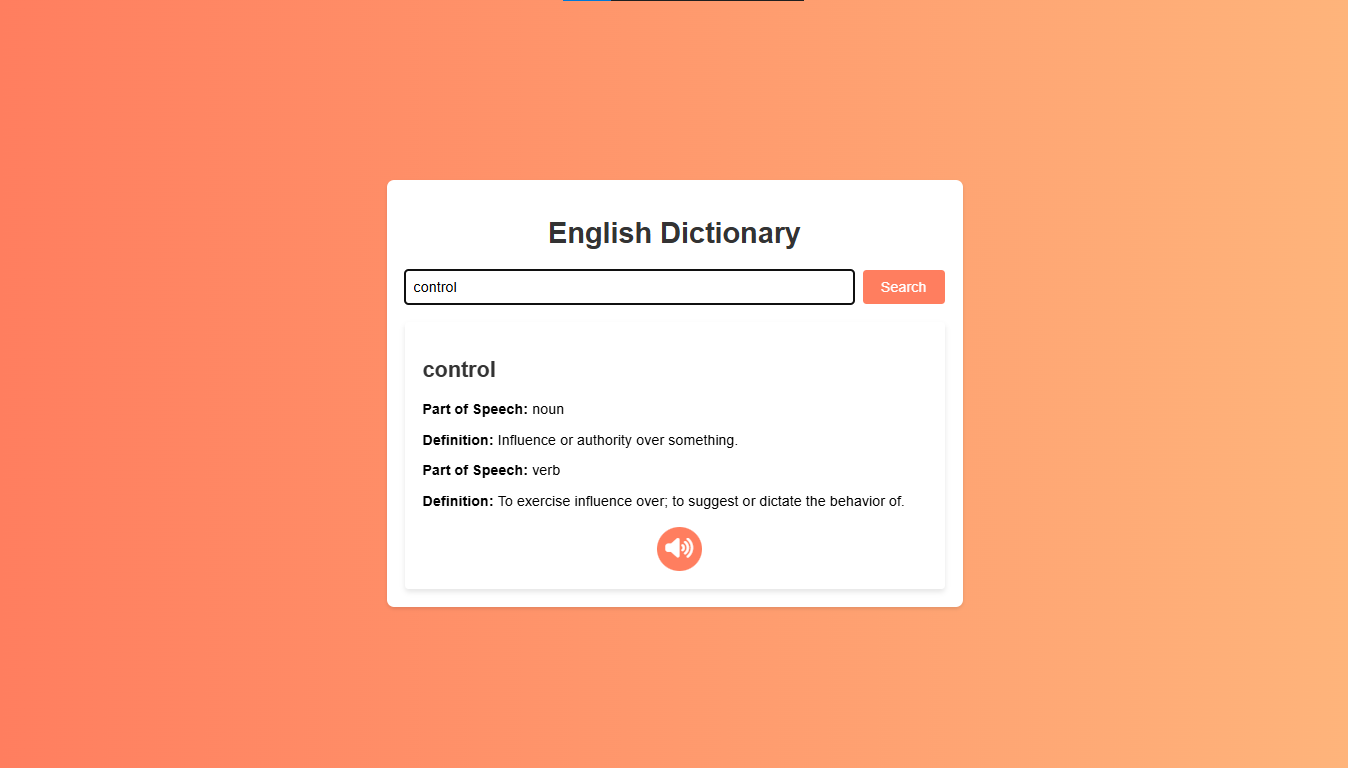 English Dictionary
control
Search
control
Part of Speech: noun
Definition: Influence or authority over something.
Part of Speech: verb
Definition: To exercise influence over; to suggest or dictate the behavior of.